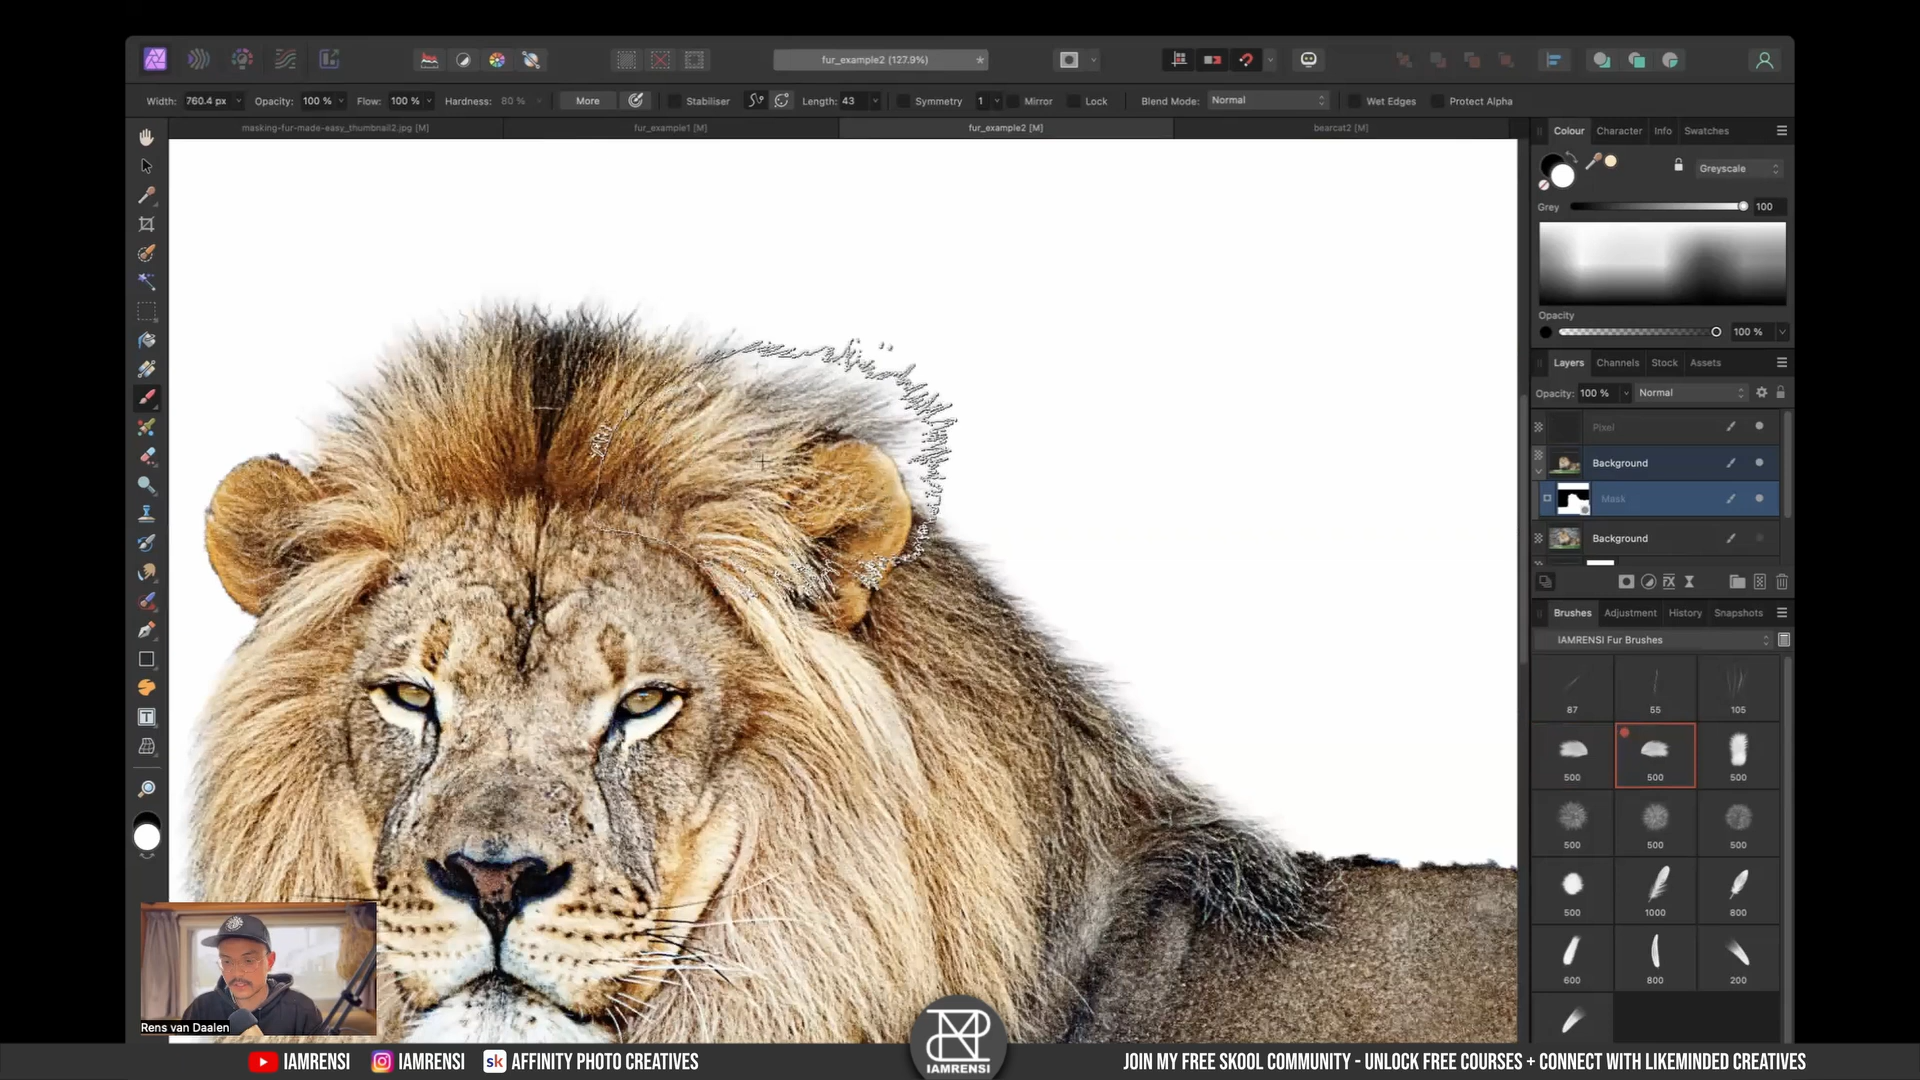 fur_example2 (127.9%)
*
Width: 760.4 px Opacity: 100 % Flow: 100 % Hardness: 80 % More Stabiliser Length: 43 Symmetry 1 Mirror Lock Blend Mode: Normal Wet Edges Protect Alpha
masking-fur-made-easy_thumbnail2.jpg [M] fur_example1 [M] fur_example2 [M] bearcat2 [M]
Colour Character Info Swatches
Greyscale
Grey 100
Opacity
100 %
Layers Channels Stock Assets
Opacity: 100 % Normal
Pixel
Background
Mask
Background
Brushes Adjustment History Snapshots
IAMRENSI Fur Brushes
87 55 105
500 500 500
500 500 500
500 1000 800
600 800 200
Rens van Daalen
IAMRENSI IAMRENSI sk AFFINITY PHOTO CREATIVES
IAMRENSI
JOIN MY FREE SKOOL COMMUNITY - UNLOCK FREE COURSES + CONNECT WITH LIKEMINDED CREATIVES